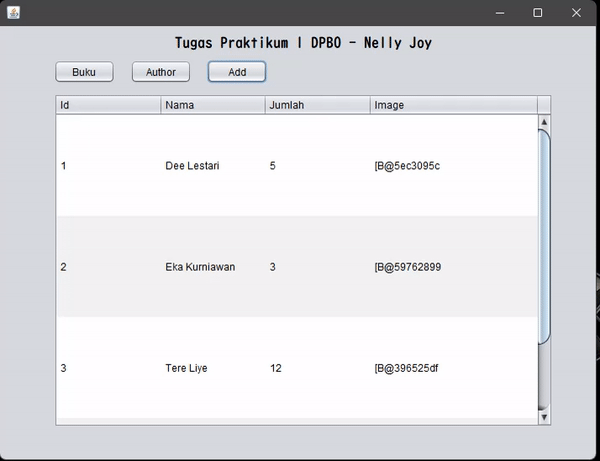 Tugas Praktikum I DPBO - Nelly Joy
Buku Author Add
Id Nama Jumlah Image
1 Dee Lestari 5 [B@5ec3095c
2 Eka Kurniawan 3 [B@59762899
3 Tere Liye 12 [B@396525df